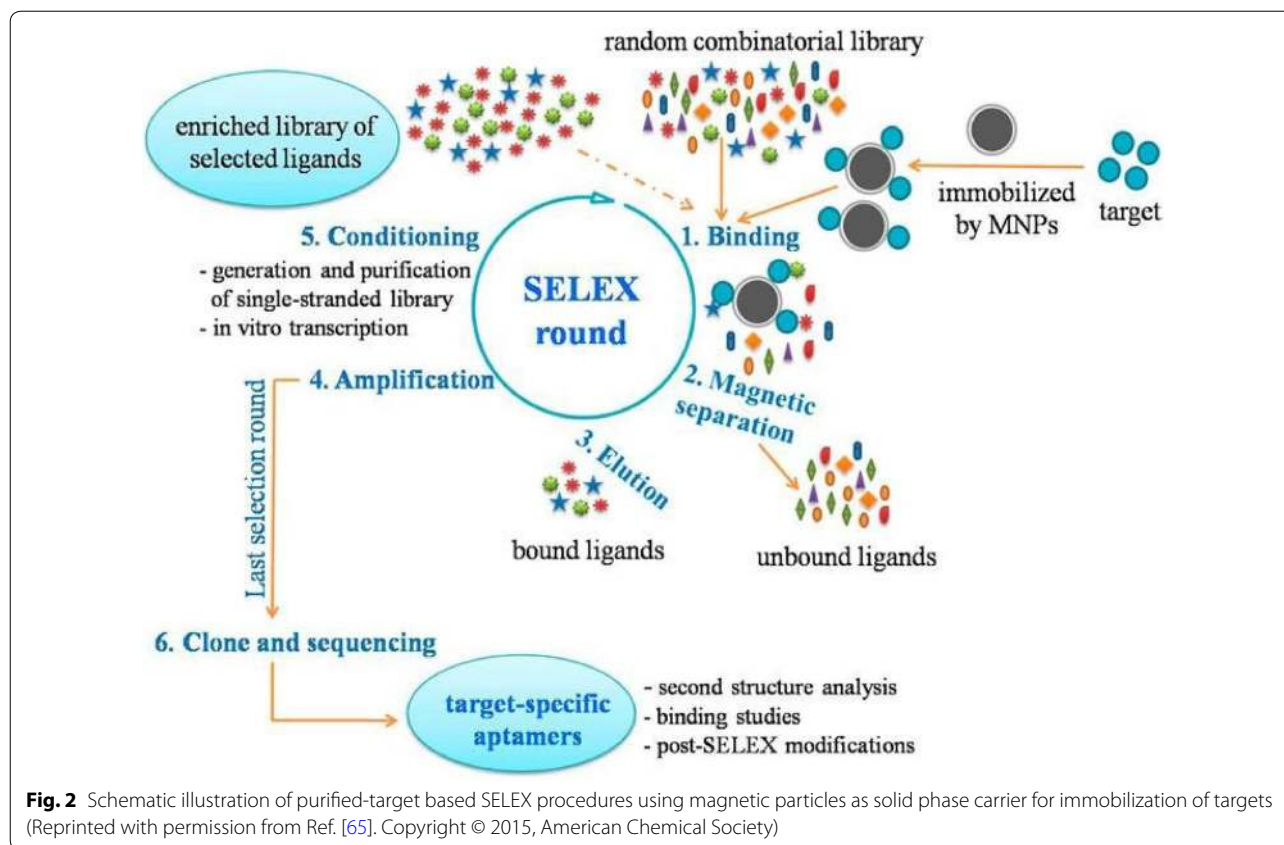 random combinatorial library
enriched library of
selected ligands
immobilized
by MNPs
target
5. Conditioning
- generation and purification
of single-stranded library
- in vitro transcription
1. Binding
SELEX
round
4. Amplification
2. Magnetic
separation
3. Elution
bound ligands
unbound ligands
Last selection round
6. Clone and sequencing
target-specific
aptamers
- second structure analysis
- binding studies
- post-SELEX modifications
Fig. 2 Schematic illustration of purified-target based SELEX procedures using magnetic particles as solid phase carrier for immobilization of targets
(Reprinted with permission from Ref. [65]. Copyright © 2015, American Chemical Society)